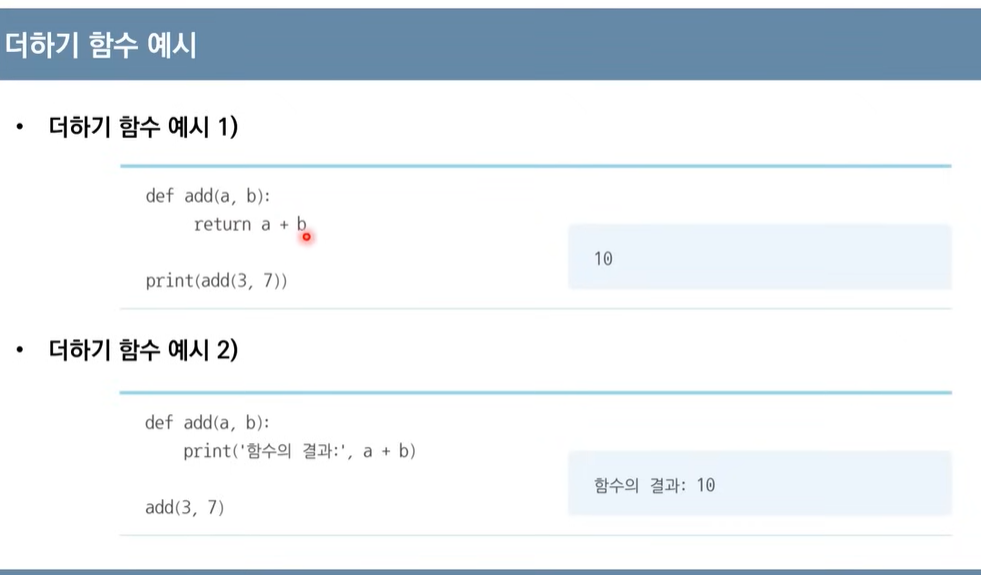 더하기 함수 예시
• 더하기 함수 예시 1)
def add(a, b):
return a + b
10
print(add(3, 7))
• 더하기 함수 예시 2)
def add(a, b):
print('함수의 결과:', a + b)
함수의 결과: 10
add(3, 7)